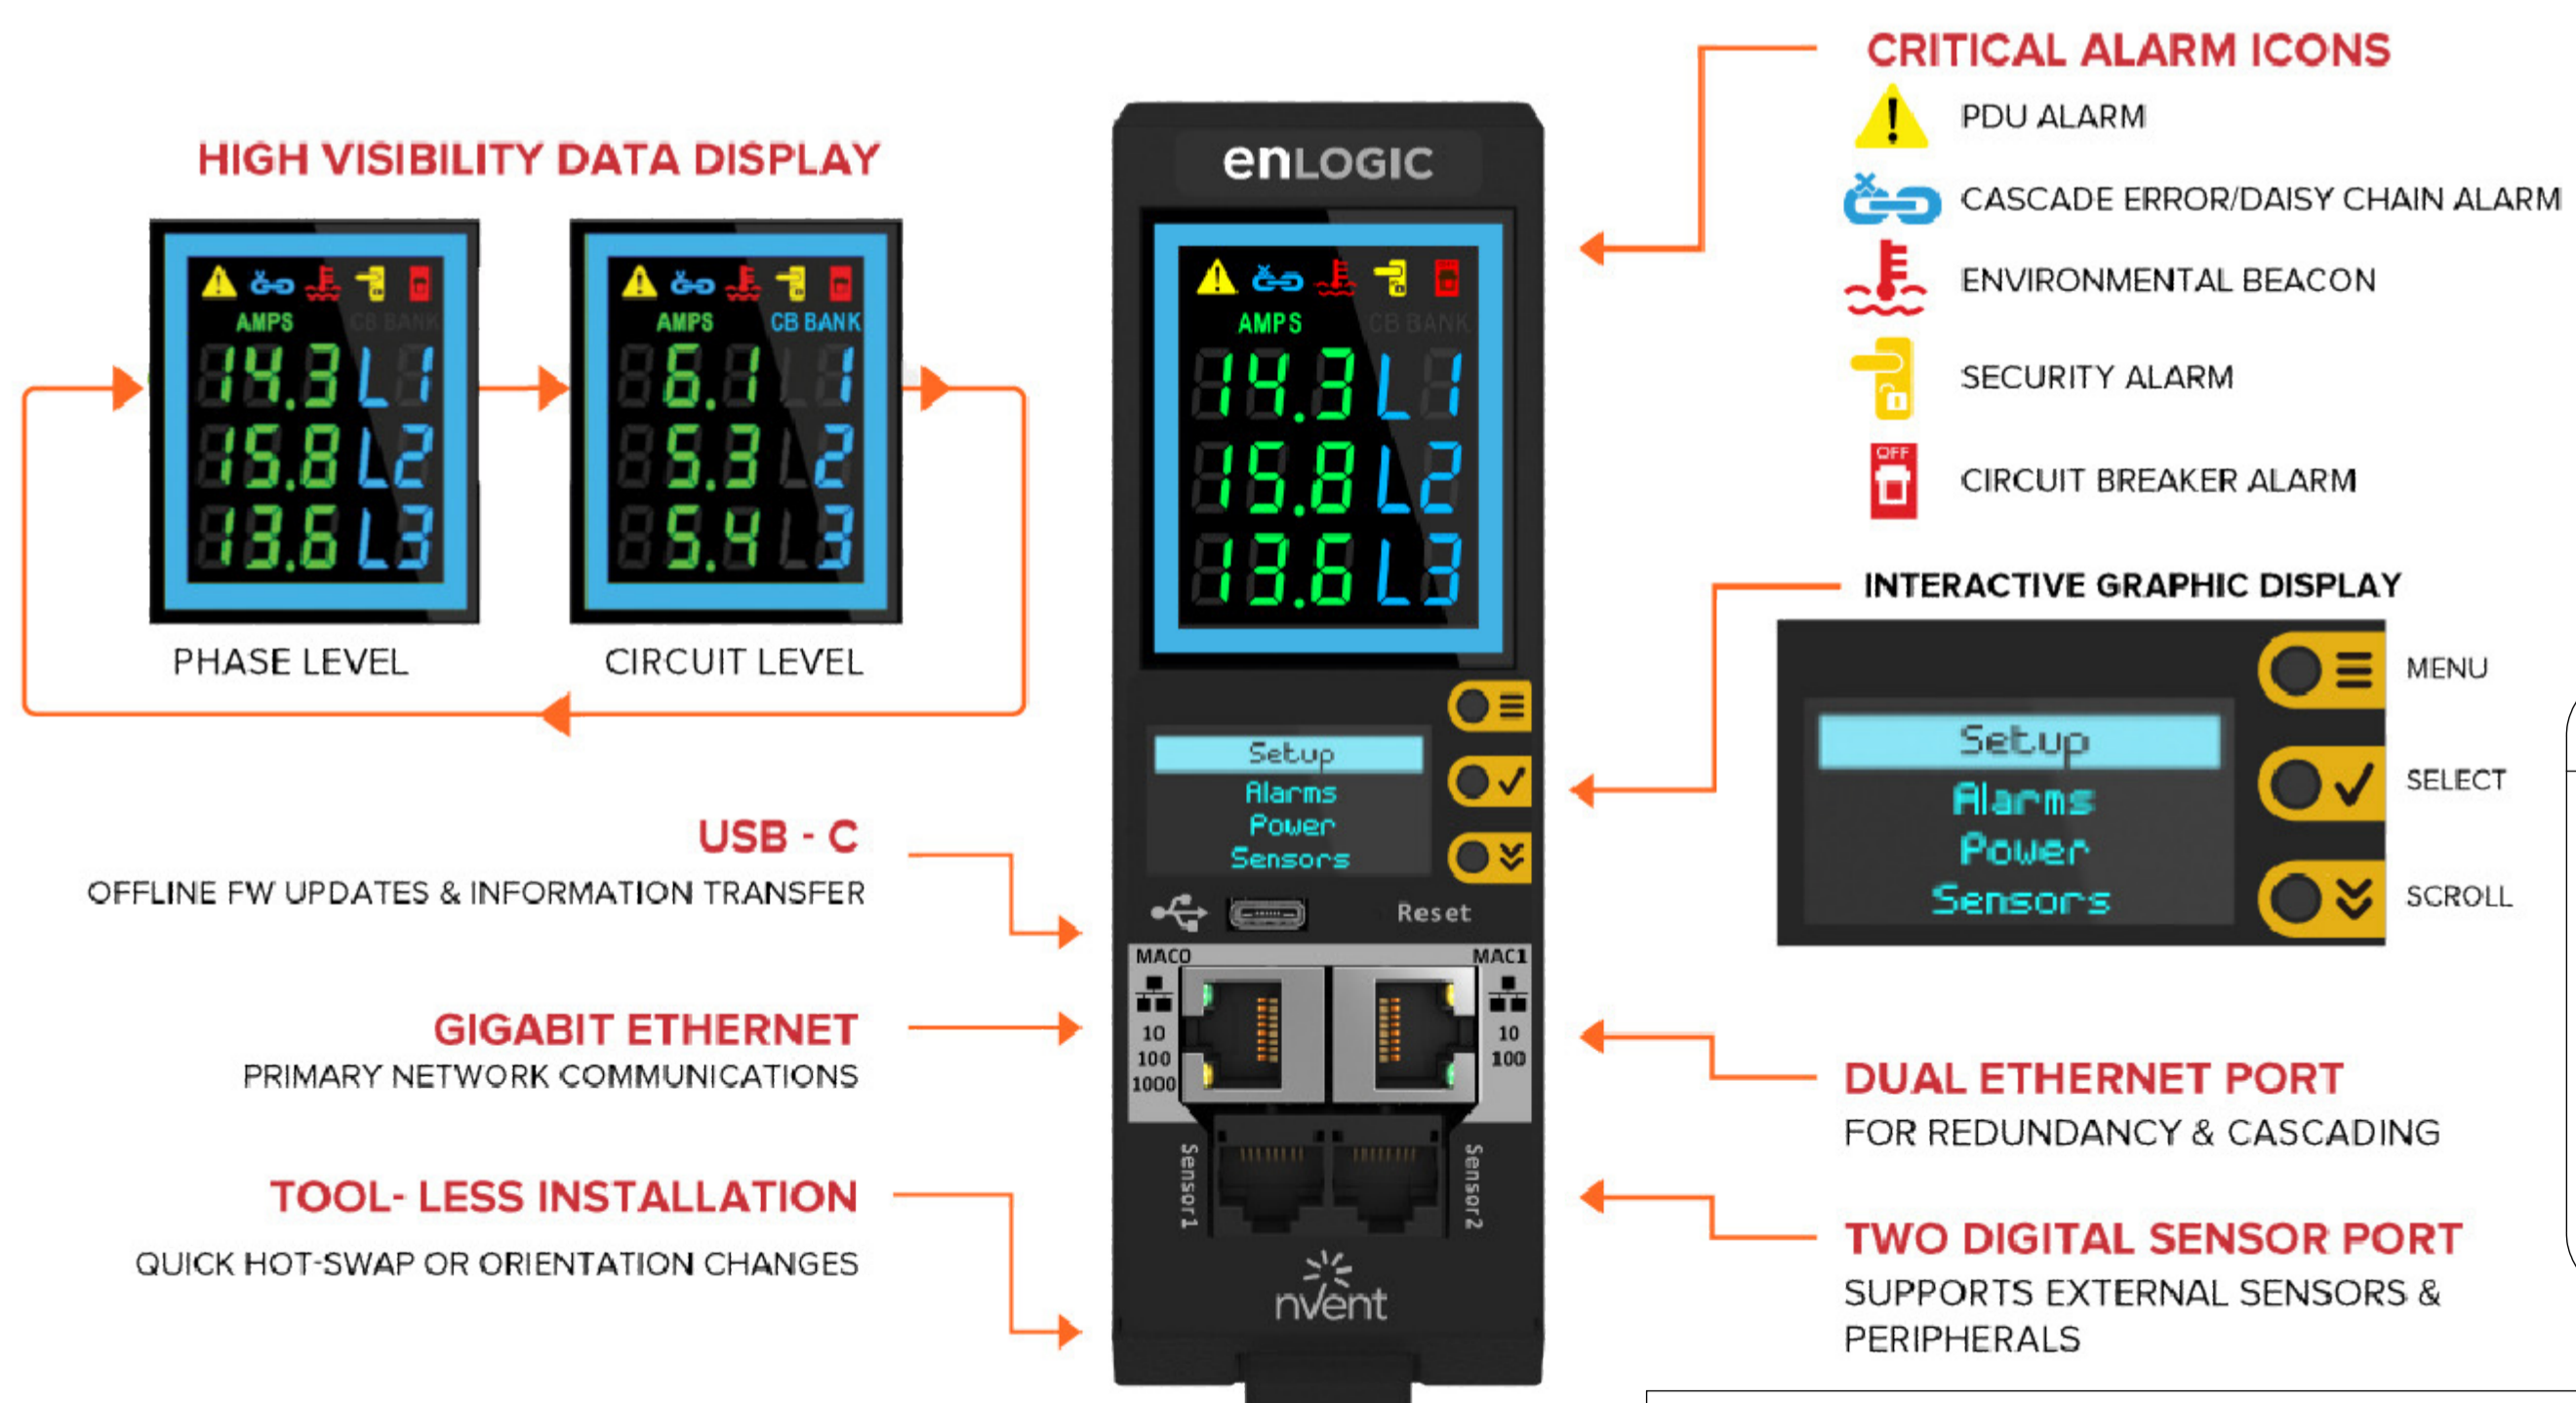 HIGH VISIBILITY DATA DISPLAY
AMPS CB BANK
14.3 L1
15.8 L2
13.6 L3
PHASE LEVEL
AMPS CB BANK
6.1 1
5.3 2
5.4 3
CIRCUIT LEVEL
USB - C
OFFLINE FW UPDATES & INFORMATION TRANSFER
GIGABIT ETHERNET
PRIMARY NETWORK COMMUNICATIONS
TOOL- LESS INSTALLATION
QUICK HOT-SWAP OR ORIENTATION CHANGES
enLOGIC
AMPS CB BANK
14.3 L1
15.8 L2
13.6 L3
Setup
Alarms
Power
Sensors
Reset
MAC0 MAC1
10 10
100 100
1000
Sensor1 Sensor2
nvent
CRITICAL ALARM ICONS
PDU ALARM
CASCADE ERROR/DAISY CHAIN ALARM
ENVIRONMENTAL BEACON
SECURITY ALARM
OFF
CIRCUIT BREAKER ALARM
INTERACTIVE GRAPHIC DISPLAY
Setup
Alarms
Power
Sensors
MENU
SELECT
SCROLL
DUAL ETHERNET PORT
FOR REDUNDANCY & CASCADING
TWO DIGITAL SENSOR PORT
SUPPORTS EXTERNAL SENSORS &
PERIPHERALS